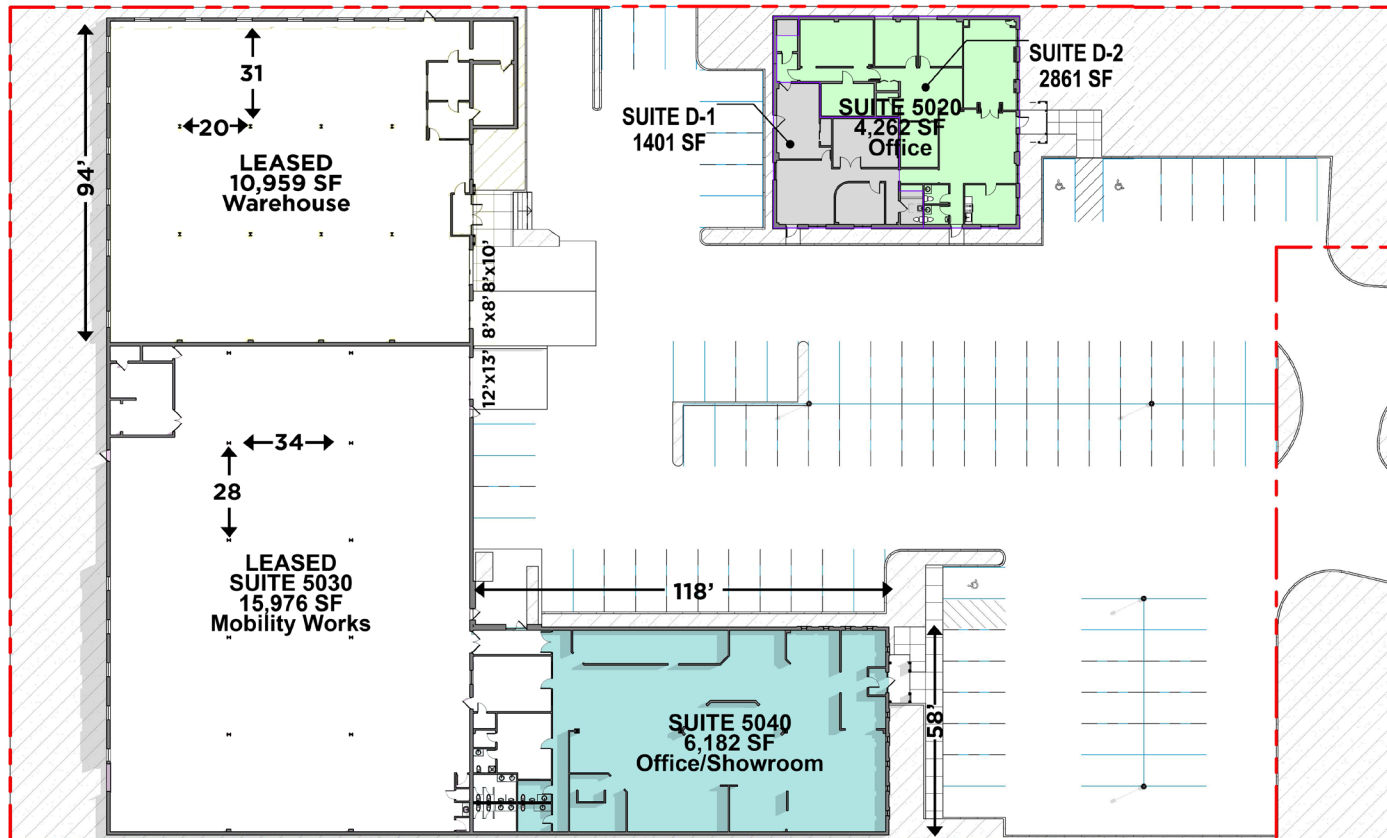 31
20
94'
LEASED
10,959 SF
Warehouse
SUITE D-1
1401 SF
SUITE 5020
4,262 SF
Office
SUITE D-2
2861 SF
8'x10'
8'x8'
12'x13'
34
28
LEASED
SUITE 5030
15,976 SF
Mobility Works
118'
58'
SUITE 5040
6,182 SF
Office/Showroom